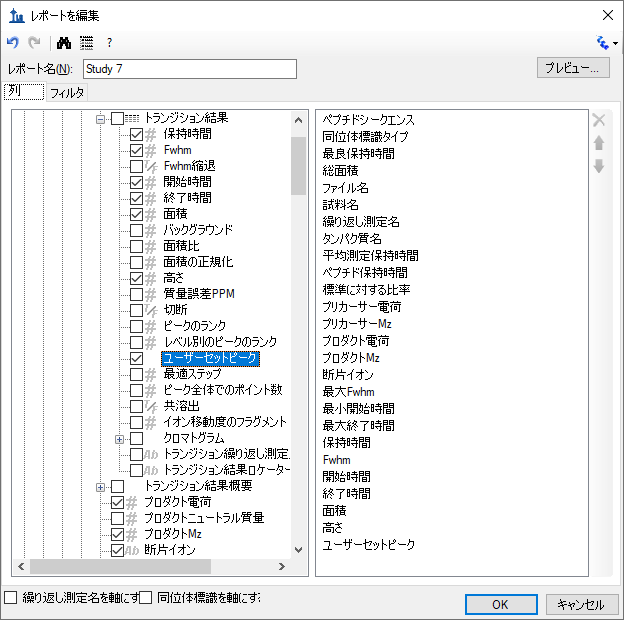 レポートを編集
?
レポート名(N):
Study 7
プレビュー...
列
フィルタ
トランジション結果
保持時間
Fwhm
Fwhm縮退
開始時間
終了時間
面積
バックグラウンド
面積比
面積の正規化
高さ
質量誤差PPM
切断
ピークのランク
レベル別のピークのランク
ユーザーセットピーク
最適ステップ
ピーク全体でのポイント数
共溶出
イオン移動度のフラグメント
クロマトグラム
Ab トランジション繰り返し測定
Ab トランジション結果ロケーター
トランジション結果概要
プロダクト電荷
プロダクトニュートラル質量
プロダクトMz
Ab 断片イオン
ペプチドシークエンス
同位体標識タイプ
最良保持時間
総面積
ファイル名
試料名
繰り返し測定名
タンパク質名
平均測定保持時間
ペプチド保持時間
標準に対する比率
プリカーサー電荷
プリカーサーMz
プロダクト電荷
プロダクトMz
断片イオン
最大Fwhm
最小開始時間
最大終了時間
保持時間
Fwhm
開始時間
終了時間
面積
高さ
ユーザーセットピーク
繰り返し測定名を軸にす
同位体標識を軸にす
OK
キャンセル